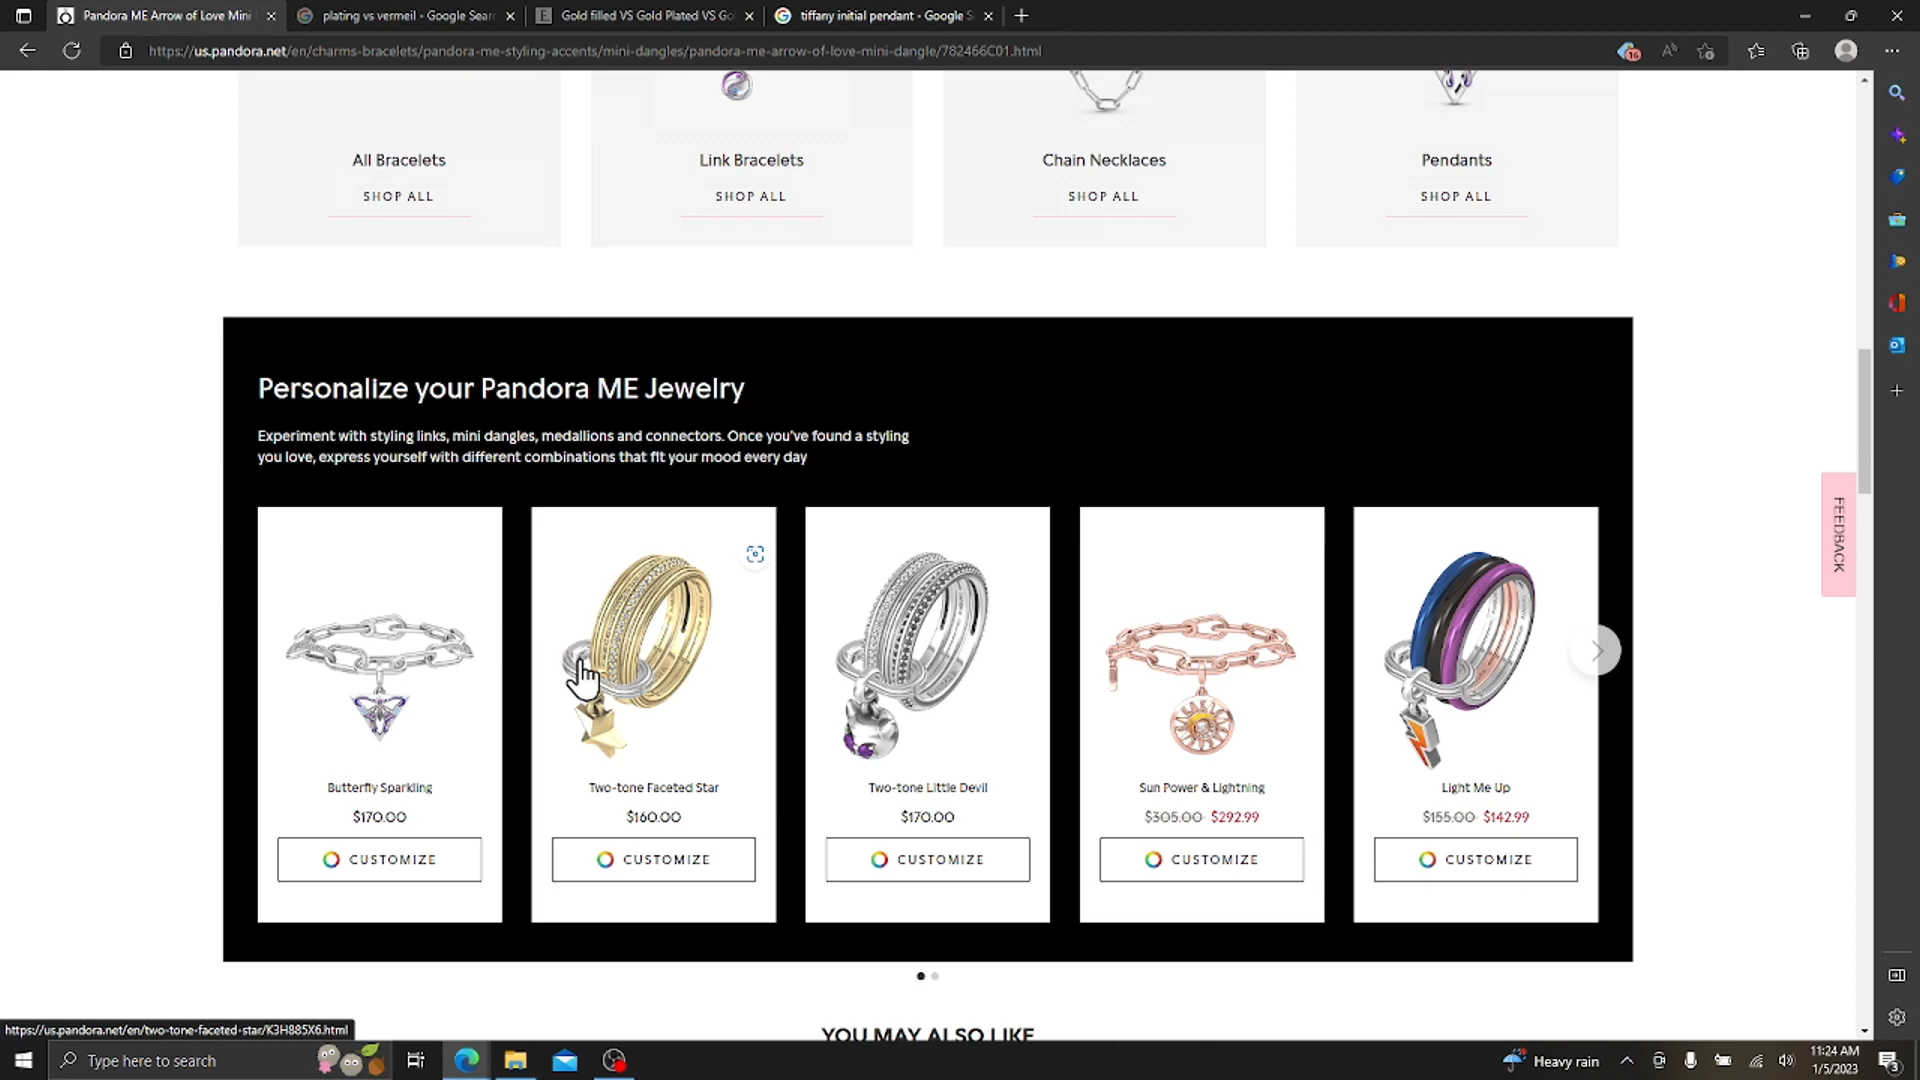 Pandora ME Arrow of Love Mini
plating vs vermeil - Google Sear
Gold filled VS Gold Plated VS Go
tiffany initial pendant - Google S
https://us.pandora.net/en/charms-bracelets/pandora-me-styling-accents/mini-dangles/pandora-me-arrow-of-love-mini-dangle/782466C01.html
16
All Bracelets
SHOP ALL
Link Bracelets
SHOP ALL
Chain Necklaces
SHOP ALL
Pendants
SHOP ALL
Personalize your Pandora ME Jewelry
Experiment with styling links, mini dangles, medallions and connectors. Once you've found a styling
you love, express yourself with different combinations that fit your mood every day
FEEDBACK
Butterfly Sparkling
$170.00
CUSTOMIZE
Two-tone Faceted Star
$160.00
CUSTOMIZE
Two-tone Little Devil
$170.00
CUSTOMIZE
Sun Power & Lightning
$305.00 $292.99
CUSTOMIZE
Light Me Up
$155.00 $142.99
CUSTOMIZE
YOU MAY ALSO LIKE
https://us.pandora.net/en/two-tone-faceted-star/K3H885X6.html
Type here to search
Heavy rain
11:24 AM
1/5/2023
3